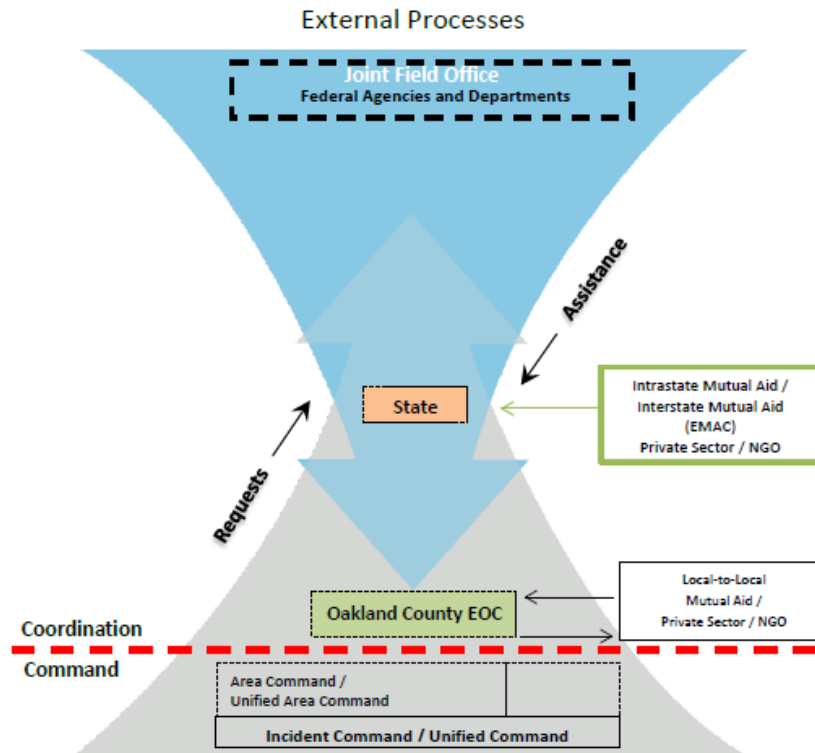 External Processes
Joint Field Office
Federal Agencies and Departments
Assistance
Intrastate Mutual Aid /
Interstate Mutual Aid
(EMAC)
Private Sector / NGO
State
Requests
Local-to-Local
Mutual Aid /
Private Sector / NGO
Oakland County EOC
Coordination
Command
Area Command /
Unified Area Command
Incident Command / Unified Command